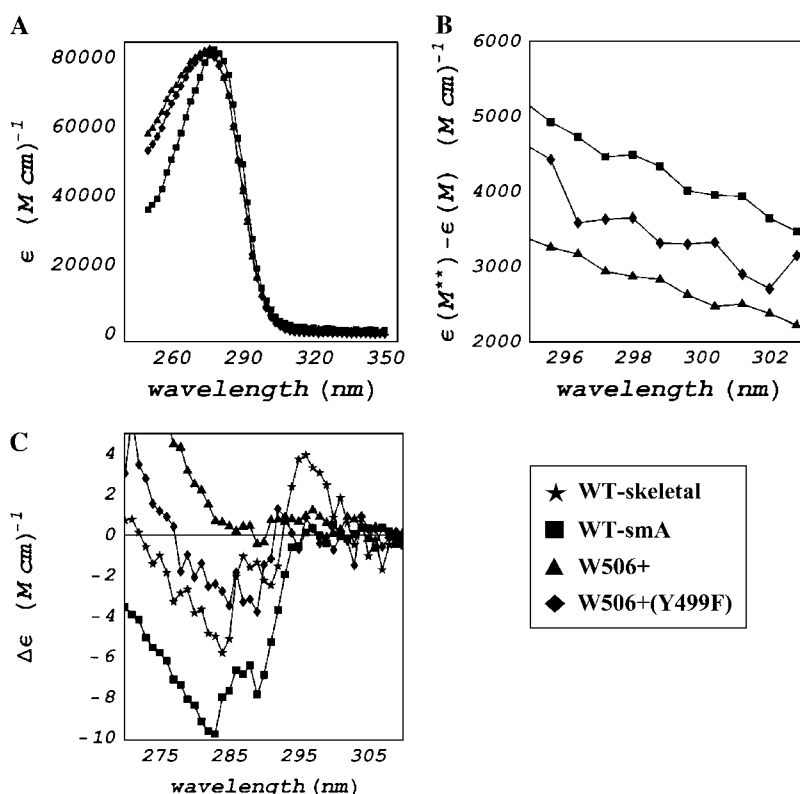 A
80000
60000
40000
20000
0
ϵ (M cm)⁻¹
260 290 320 350
wavelength (nm)
B
6000
5000
4000
3000
2000
ϵ(M**)-ϵ(M) (M cm)⁻¹
296 298 300 302
wavelength (nm)
C
4
2
0
-2
-4
-6
-8
-10
Δϵ (M cm)⁻¹
275 285 295 305
wavelength (nm)
WT-skeletal
WT-smA
W506+
W506+(Y499F)